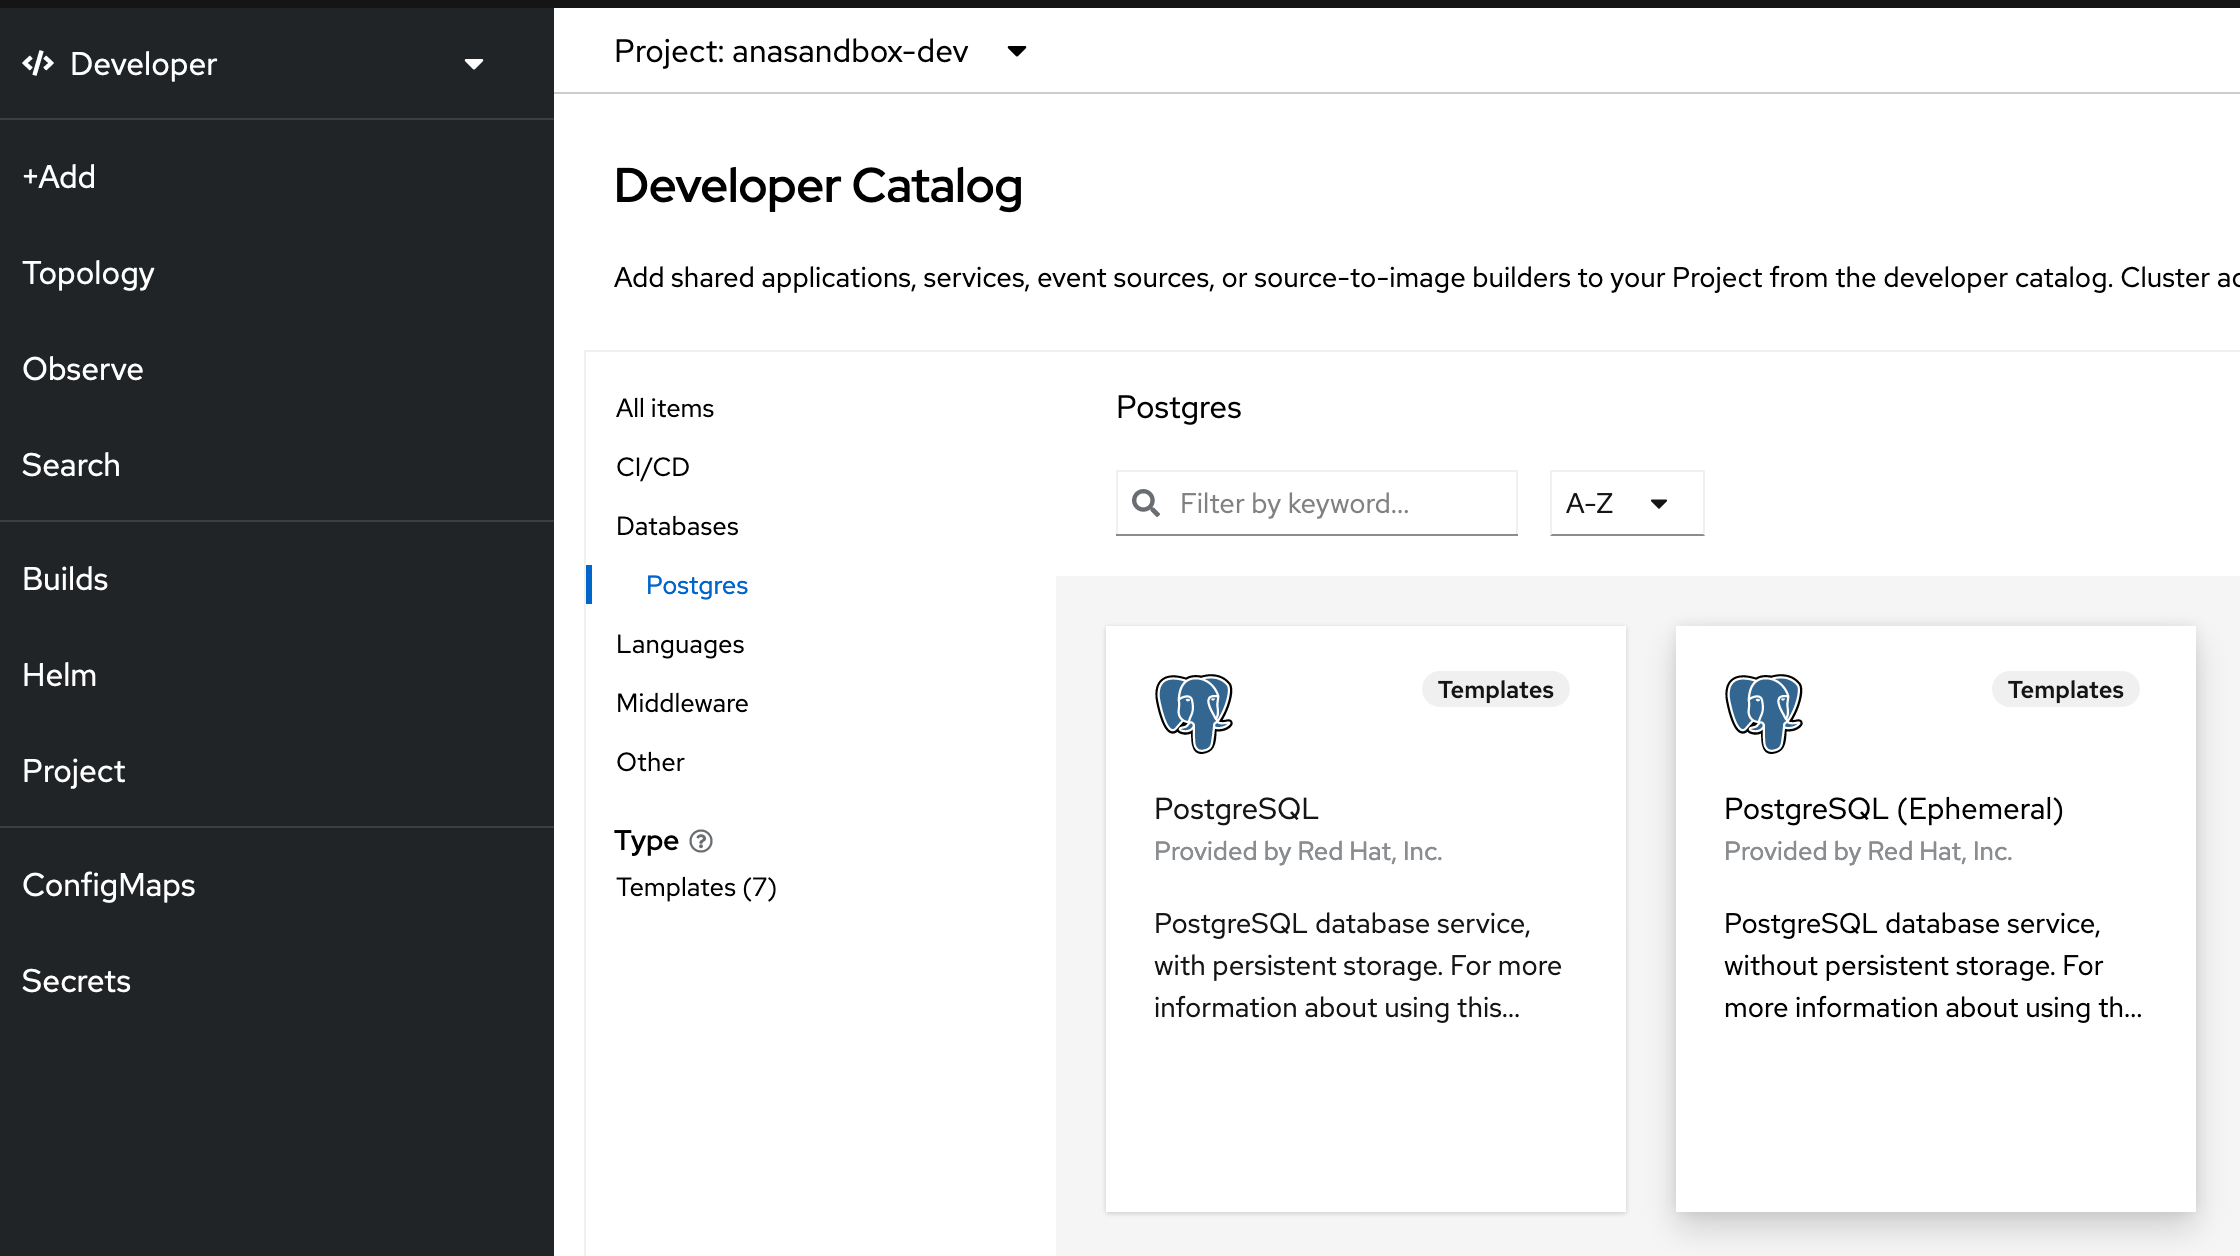 </> Developer
+Add
Topology
Observe
Search
Builds
Helm
Project
ConfigMaps
Secrets
Project: anasandbox-dev
Developer Catalog
Add shared applications, services, event sources, or source-to-image builders to your Project from the developer catalog. Cluster
All items
CI/CD
Databases
Postgres
Languages
Middleware
Other
Type
Templates (7)
Postgres
Filter by keyword...
A-Z
Templates
PostgreSQL
Provided by Red Hat, Inc.
PostgreSQL database service,
with persistent storage. For more
information about using this...
Templates
PostgreSQL (Ephemeral)
Provided by Red Hat, Inc.
PostgreSQL database service,
without persistent storage. For
more information about using th...